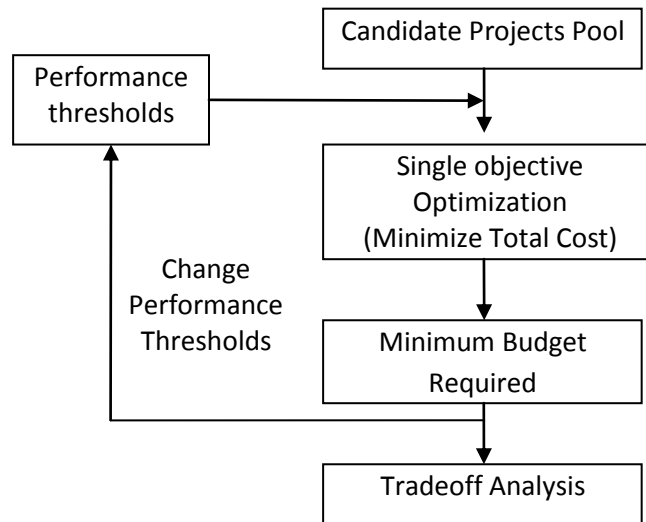 Candidate Projects Pool
Performance
thresholds
Single objective
Optimization
(Minimize Total Cost)
Change
Performance
Thresholds
Minimum Budget
Required
Tradeoff Analysis